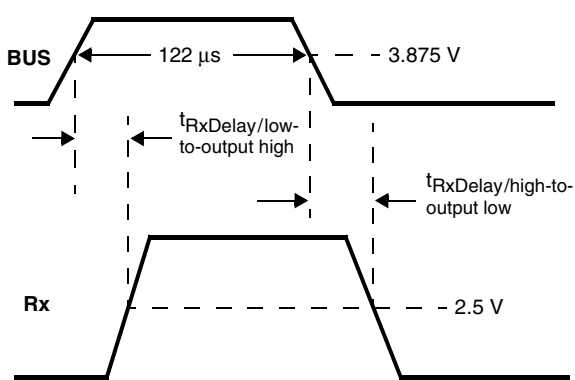 BUS
122 µs
3.875 V
tRxDelay/low-
to-output high
tRxDelay/high-to-
output low
Rx
2.5 V